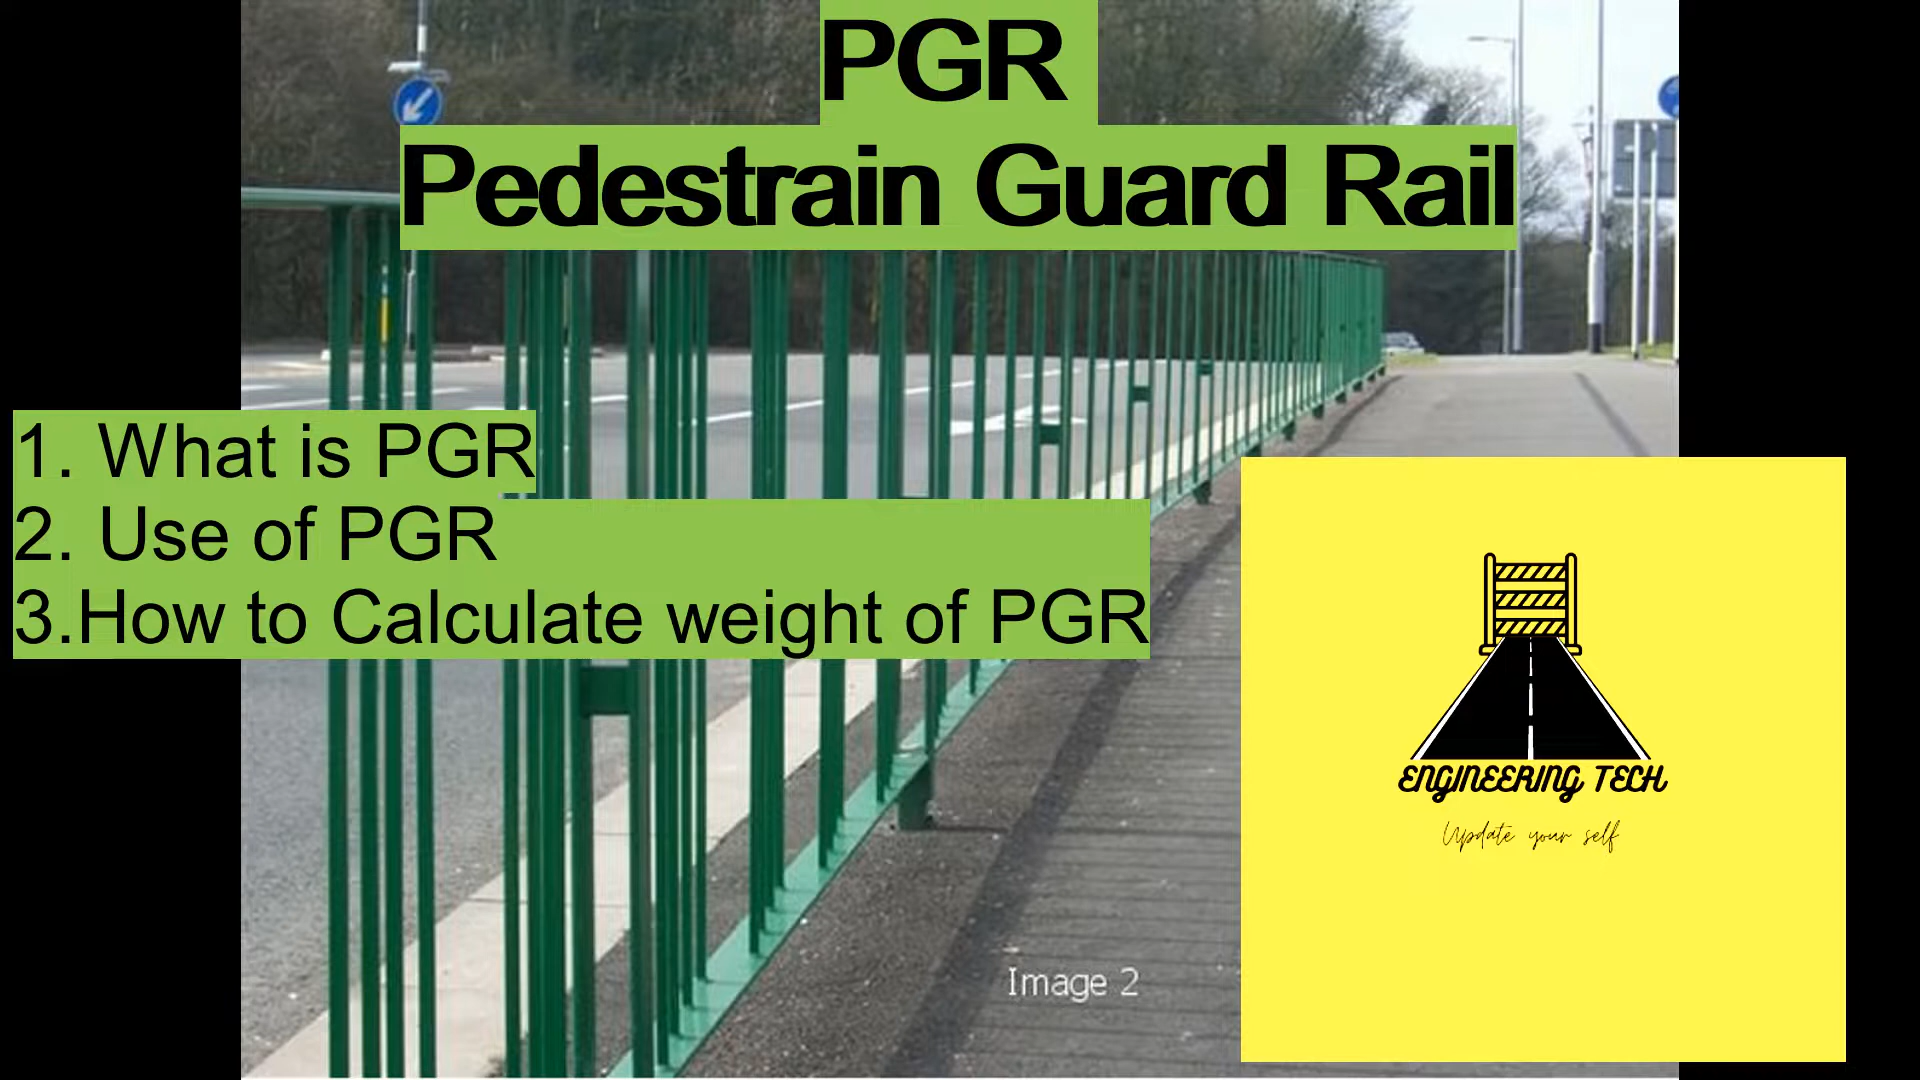 PGR
Pedestrain Guard Rail
1. What is PGR
2. Use of PGR
3.How to Calculate weight of PGR
ENGINEERING TECH
Update your self
Image 2